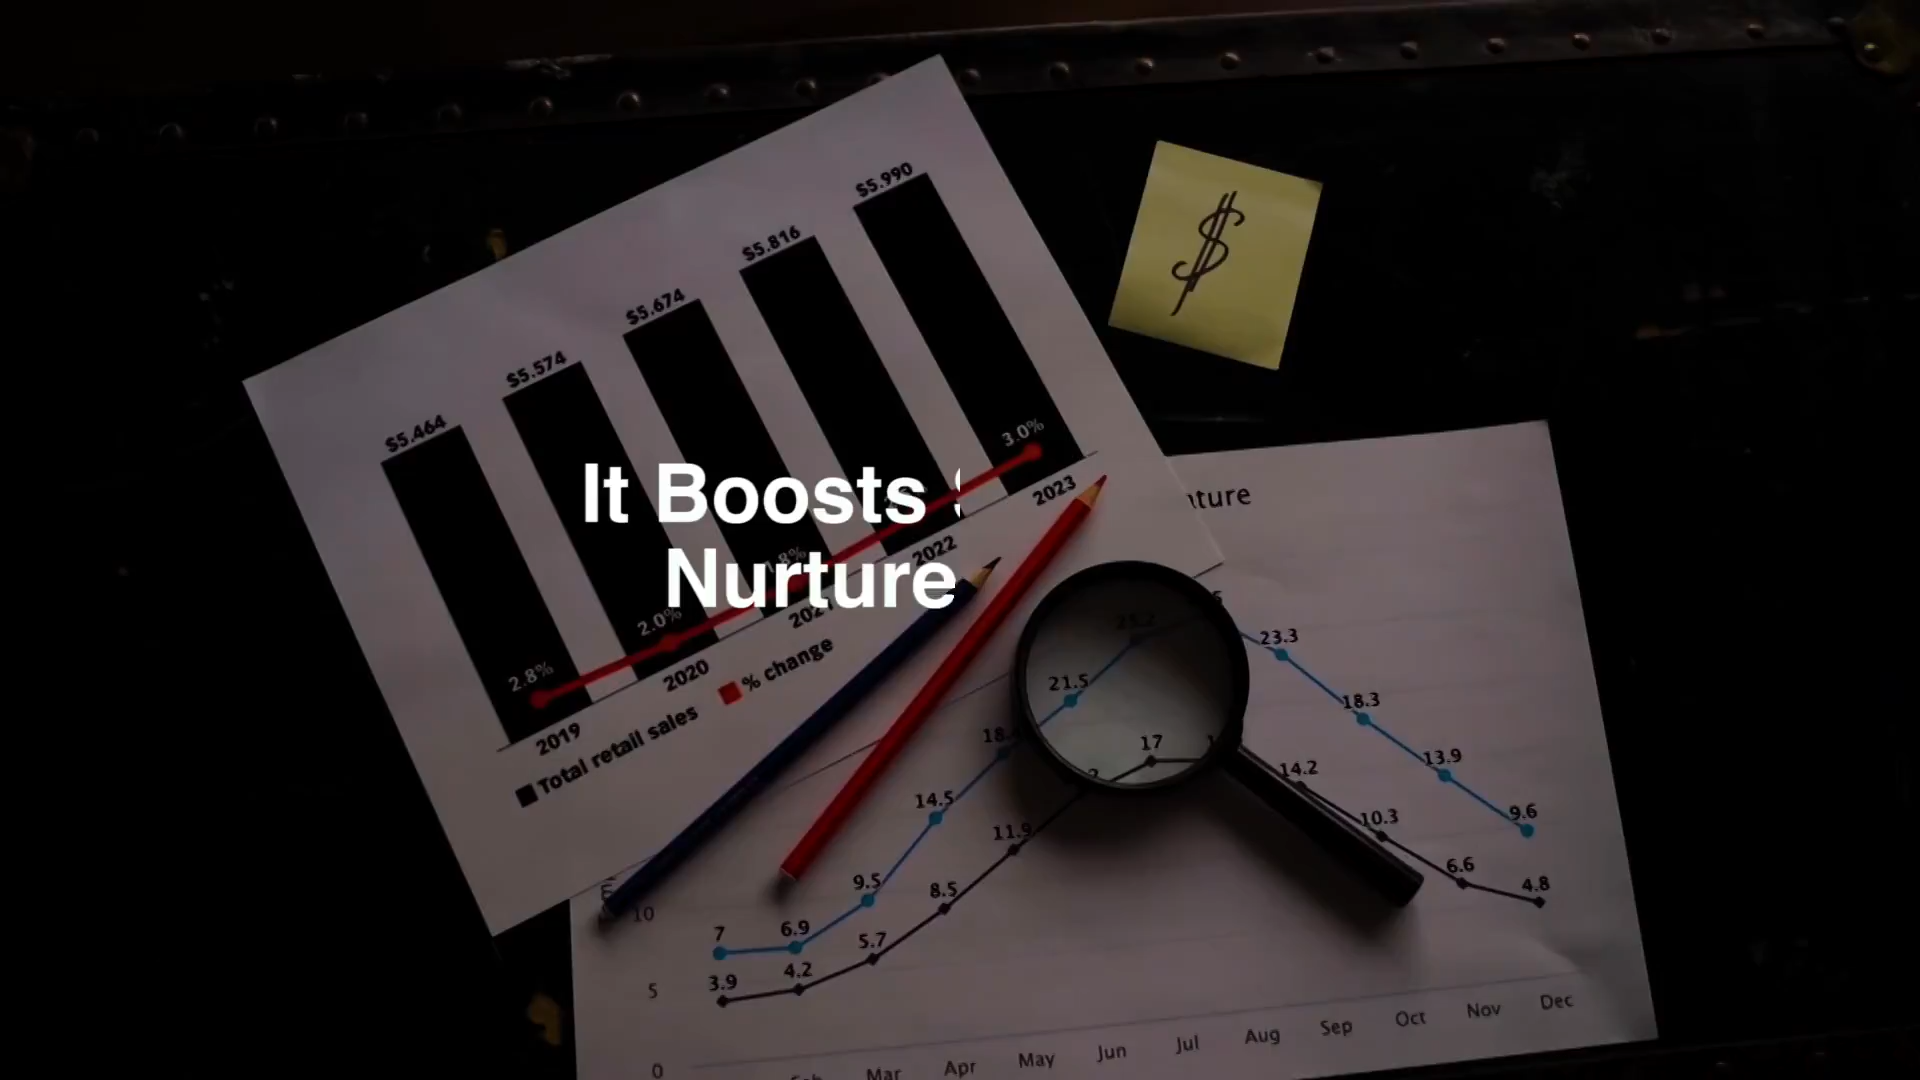 It Boosts
Nurture
$5.464
$5.574
$5.674
$5.816
$5.990
2.8%
2.0%
3.0%
2019
2020
2021
2022
2023
Total retail sales
% change
$
21.5
23.3
18.3
13.9
9.6
14.5
9.5
6.9
7
17
14.2
10.3
6.6
4.8
11.9
8.5
5.7
4.2
3.9
10
5
0
Mar
Apr
May
Jun
Jul
Aug
Sep
Oct
Nov
Dec